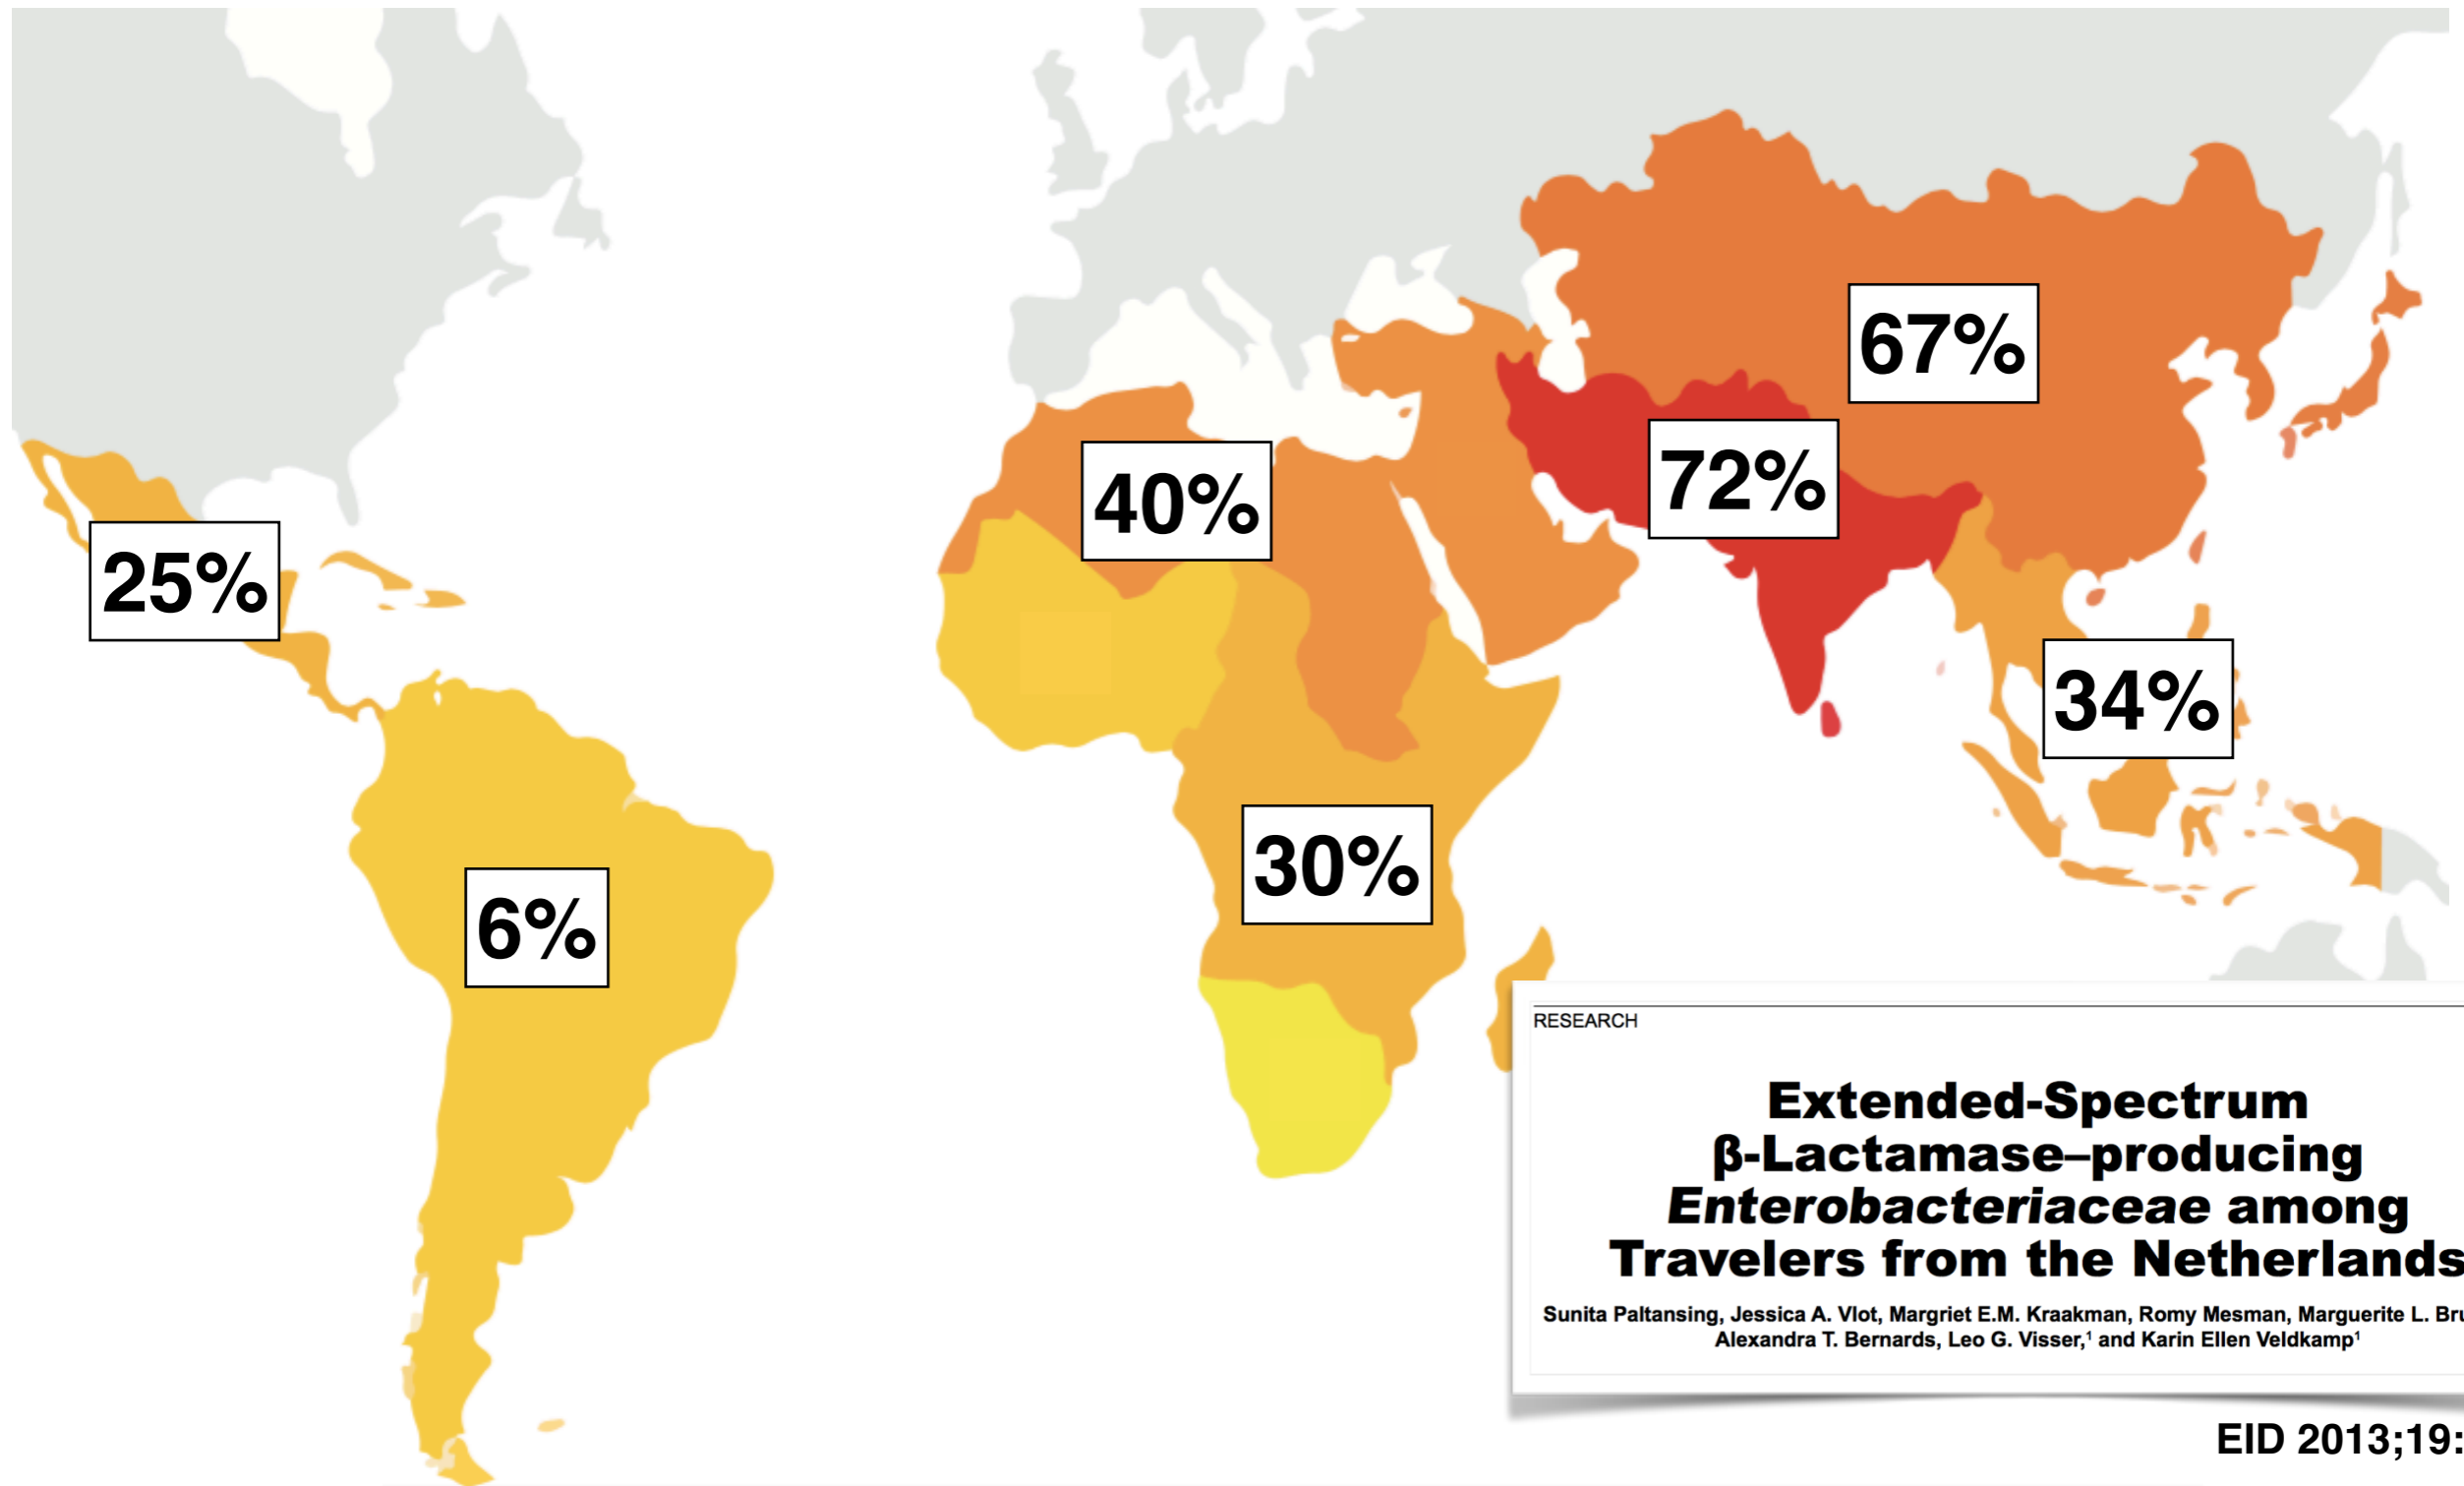 67%
40%
72%
25%
34%
30%
6%
RESEARCH
Extended-Spectrum
β-Lactamase–producing
Enterobacteriaceae among
Travelers from the Netherlands
Sunita Paltansing, Jessica A. Vlot, Margriet E.M. Kraakman, Romy Mesman, Marguerite L.
Alexandra T. Bernards, Leo G. Visser,¹ and Karin Ellen Veldkamp¹
EID 2013;19: